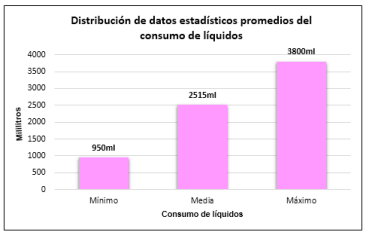 Distribución de datos estadísticos promedios del
consumo de líquidos
4000
3500
3000
2500
2000
1500
1000
500
0
Mililitros
950ml
2515ml
3800ml
Mínimo
Media
Máximo
Consumo de líquidos